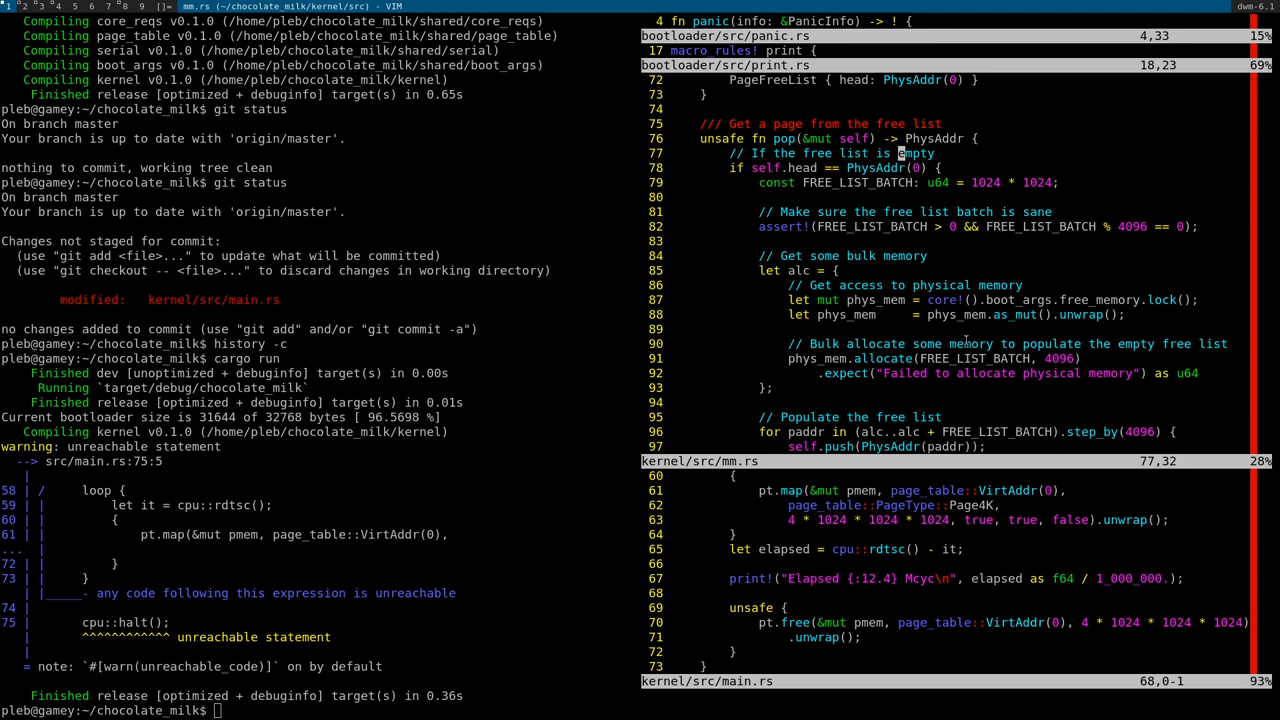 1 2 3 4 5 6 7 8 9 []= mm.rs (~/chocolate_milk/kernel/src) - VIM dwm-6.1
Compiling core_reqs v0.1.0 (/home/pleb/chocolate_milk/shared/core_reqs)
Compiling page_table v0.1.0 (/home/pleb/chocolate_milk/shared/page_table)
Compiling serial v0.1.0 (/home/pleb/chocolate_milk/shared/serial)
Compiling boot_args v0.1.0 (/home/pleb/chocolate_milk/shared/boot_args)
Compiling kernel v0.1.0 (/home/pleb/chocolate_milk/kernel)
Finished release [optimized + debuginfo] target(s) in 0.65s
pleb@gamey:~/chocolate_milk$ git status
On branch master
Your branch is up to date with 'origin/master'.
nothing to commit, working tree clean
pleb@gamey:~/chocolate_milk$ git status
On branch master
Your branch is up to date with 'origin/master'.
Changes not staged for commit:
(use "git add <file>..." to update what will be committed)
(use "git checkout -- <file>..." to discard changes in working directory)
modified:   kernel/src/main.rs
no changes added to commit (use "git add" and/or "git commit -a")
pleb@gamey:~/chocolate_milk$ history -c
pleb@gamey:~/chocolate_milk$ cargo run
Finished dev [unoptimized + debuginfo] target(s) in 0.00s
Running `target/debug/chocolate_milk`
Finished release [optimized + debuginfo] target(s) in 0.01s
Current bootloader size is 31644 of 32768 bytes [ 96.5698 %]
Compiling kernel v0.1.0 (/home/pleb/chocolate_milk/kernel)
warning: unreachable statement
--> src/main.rs:75:5
|
58 | /     loop {
59 | |         let it = cpu::rdtsc();
60 | |         {
61 | |             pt.map(&mut pmem, page_table::VirtAddr(0),
... |
72 | |         }
73 | |     }
| |_____- any code following this expression is unreachable
74 |
75 |       cpu::halt();
|       ^^^^^^^^^^^^ unreachable statement
|
= note: `#[warn(unreachable_code)]` on by default
Finished release [optimized + debuginfo] target(s) in 0.36s
pleb@gamey:~/chocolate_milk$
4 fn panic(info: &PanicInfo) -> ! {
bootloader/src/panic.rs 4,33 15%
17 macro_rules! print {
bootloader/src/print.rs 18,23 69%
72         PageFreeList { head: PhysAddr(0) }
73     }
74
75     /// Get a page from the free list
76     unsafe fn pop(&mut self) -> PhysAddr {
77         // If the free list is empty
78         if self.head == PhysAddr(0) {
79             const FREE_LIST_BATCH: u64 = 1024 * 1024;
80
81             // Make sure the free list batch is sane
82             assert!(FREE_LIST_BATCH > 0 && FREE_LIST_BATCH % 4096 == 0);
83
84             // Get some bulk memory
85             let alc = {
86                 // Get access to physical memory
87                 let mut phys_mem = core!().boot_args.free_memory.lock();
88                 let phys_mem     = phys_mem.as_mut().unwrap();
89
90                 // Bulk allocate some memory to populate the empty free list
91                 phys_mem.allocate(FREE_LIST_BATCH, 4096)
92                     .expect("Failed to allocate physical memory") as u64
93             };
94
95             // Populate the free list
96             for paddr in (alc..alc + FREE_LIST_BATCH).step_by(4096) {
97                 self.push(PhysAddr(paddr));
kernel/src/mm.rs 77,32 28%
60         {
61             pt.map(&mut pmem, page_table::VirtAddr(0),
62                 page_table::PageType::Page4K,
63                 4 * 1024 * 1024 * 1024, true, true, false).unwrap();
64         }
65         let elapsed = cpu::rdtsc() - it;
66
67         print!("Elapsed {:12.4} Mcyc\n", elapsed as f64 / 1_000_000.);
68
69         unsafe {
70             pt.free(&mut pmem, page_table::VirtAddr(0), 4 * 1024 * 1024 * 1024)
71                 .unwrap();
72         }
73     }
kernel/src/main.rs 68,0-1 93%